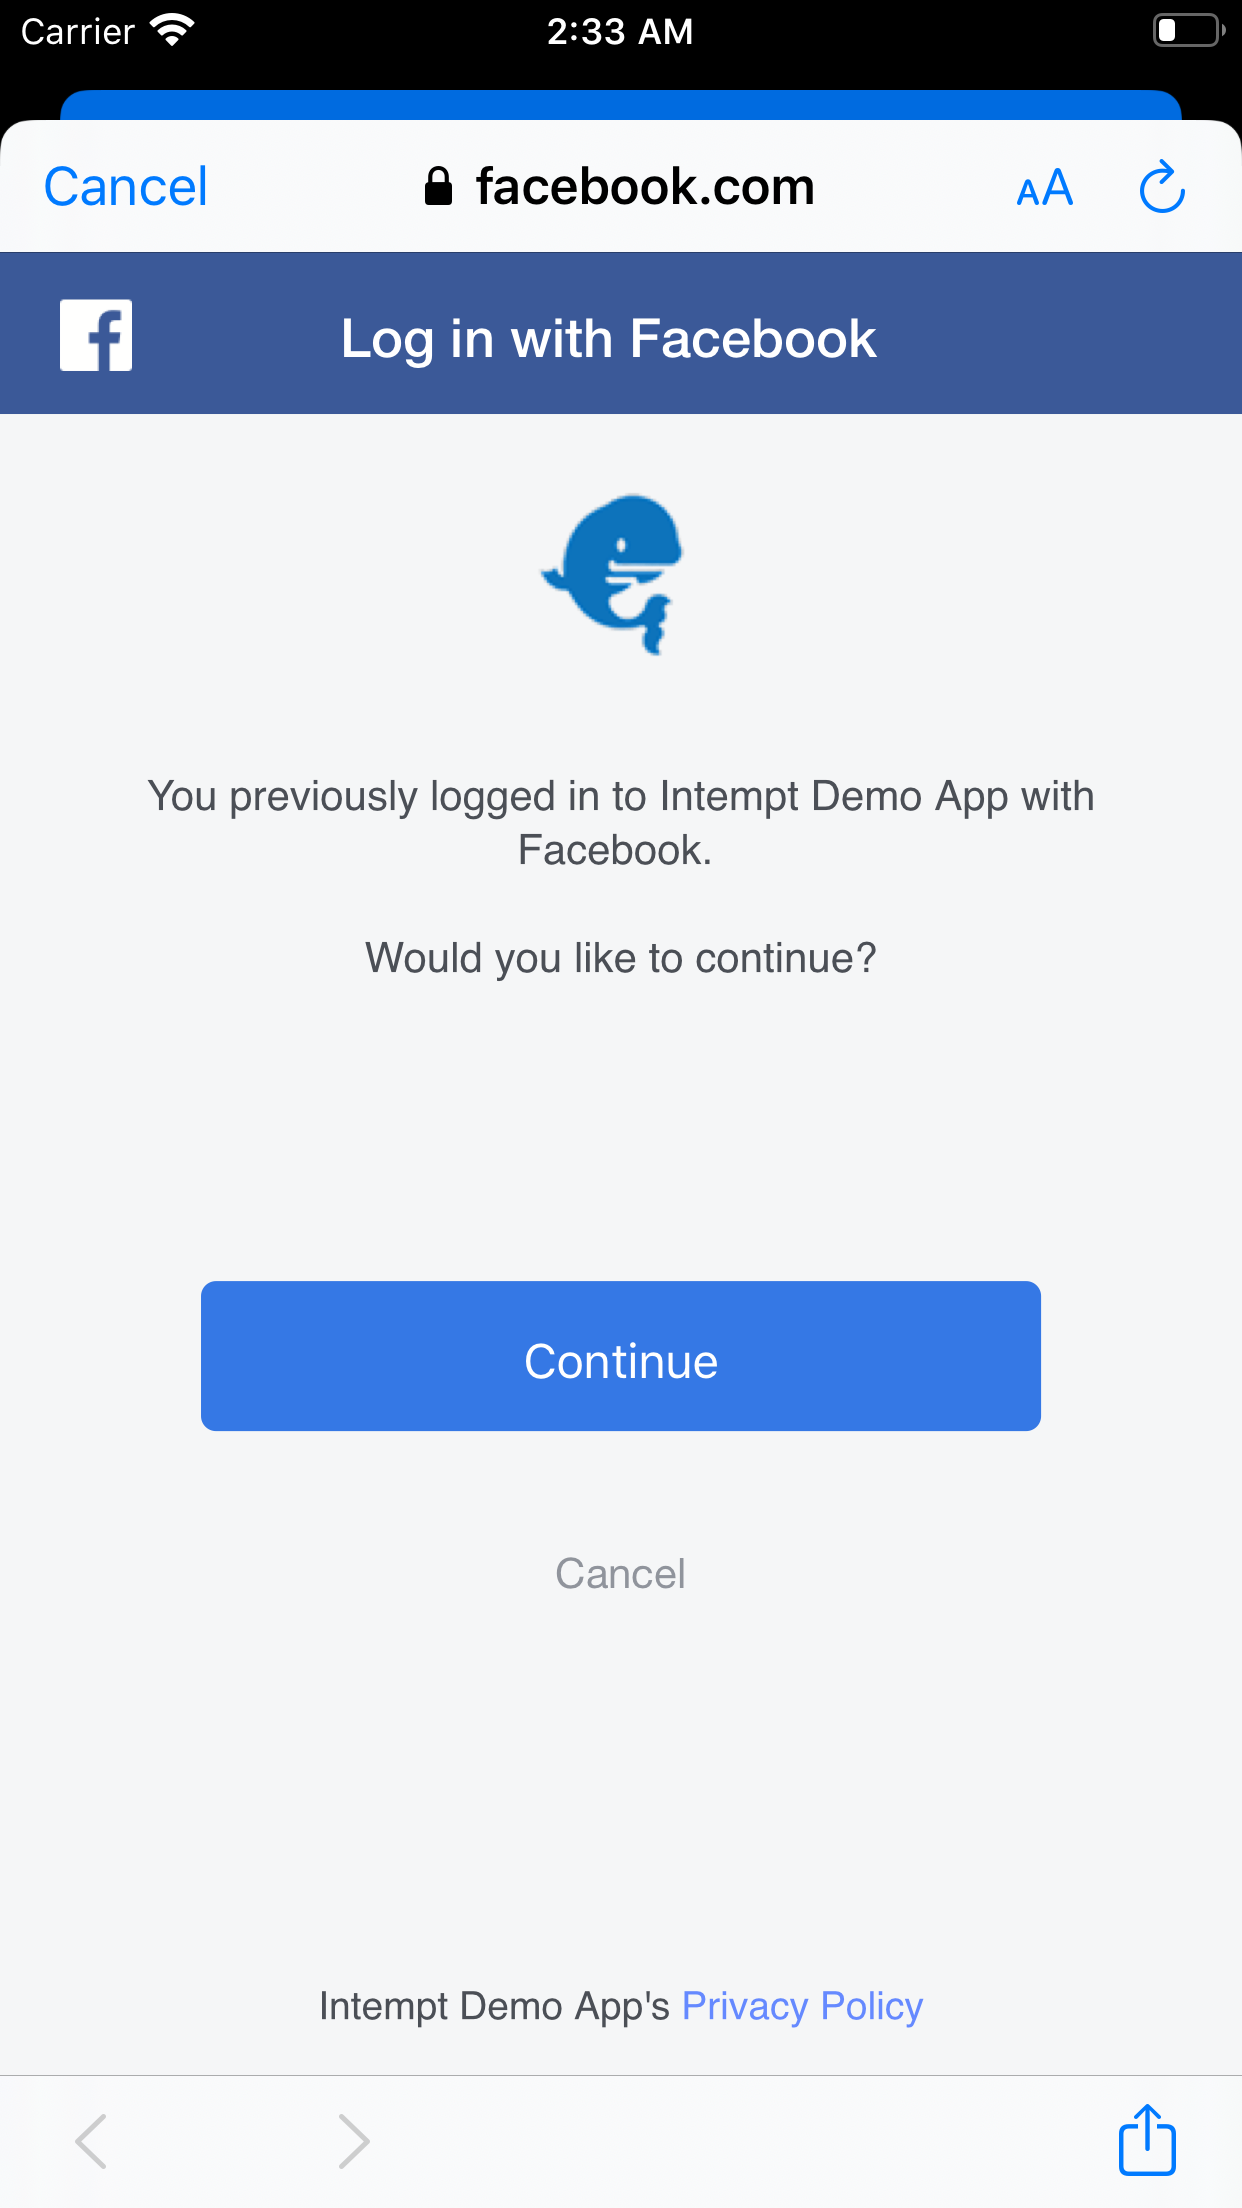 Carrier 2:33 AM
Cancel facebook.com AA
f Log in with Facebook
You previously logged in to Intempt Demo App with
Facebook.
Would you like to continue?
Continue
Cancel
Intempt Demo App's Privacy Policy